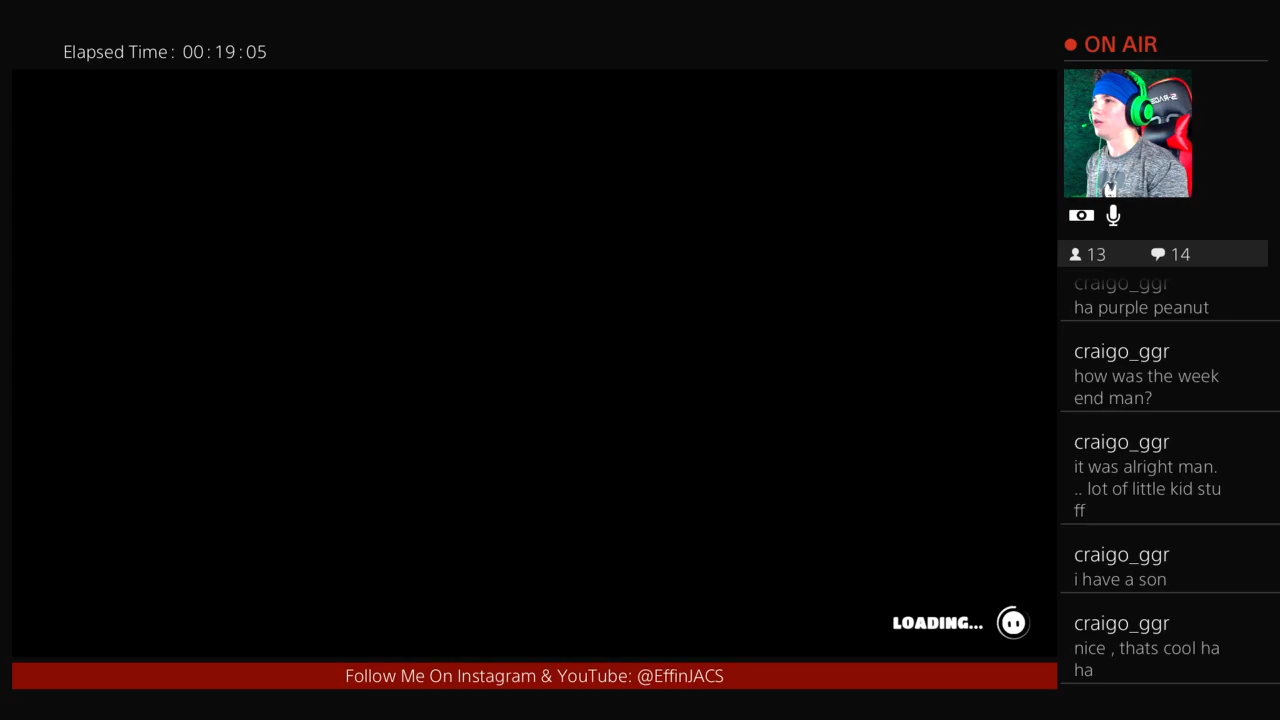 Elapsed Time: 00:19:05
ON AIR
13 14
craigo_ggr
ha purple peanut
craigo_ggr
how was the week
end man?
craigo_ggr
it was alright man.
.. lot of little kid stu
ff
craigo_ggr
i have a son
craigo_ggr
nice , thats cool ha
ha
LOADING...
Follow Me On Instagram & YouTube: @EffinJACS